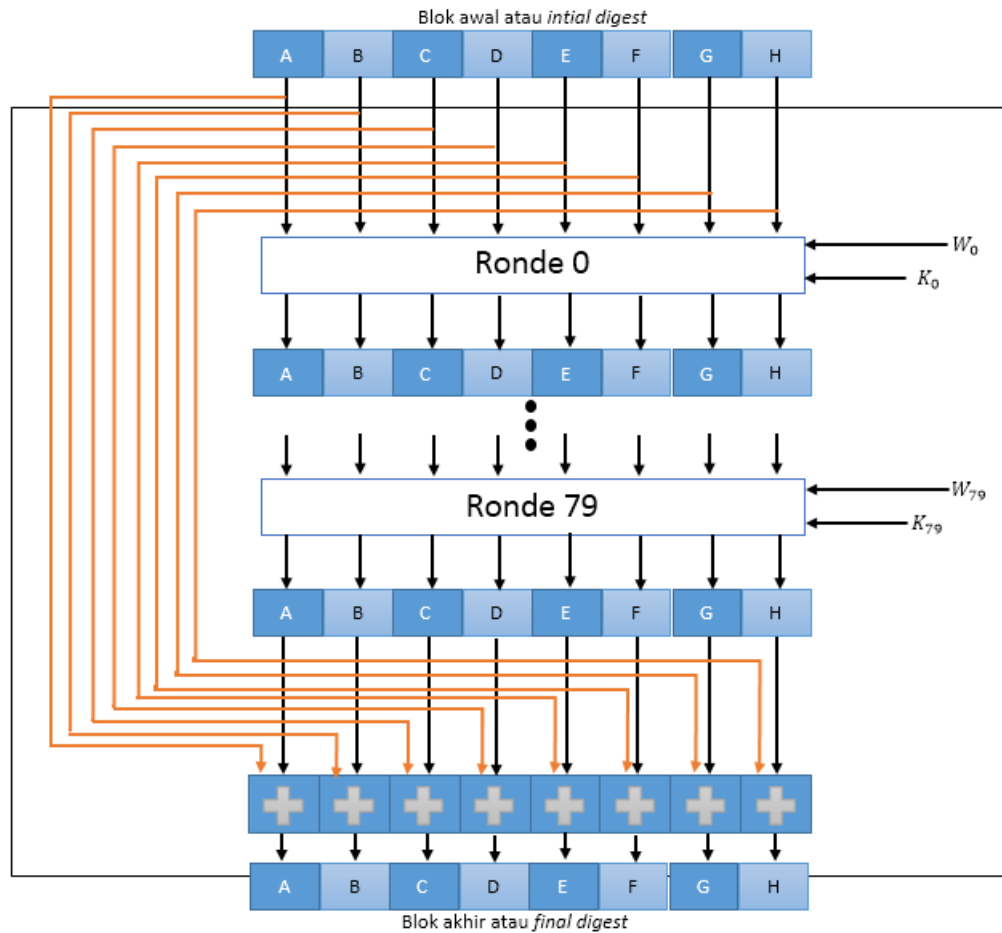 Blok awal atau intial digest
A B C D E F G H
Ronde 0
W₀
K₀
A B C D E F G H
Ronde 79
W₇₉
K₇₉
A B C D E F G H
A B C D E F G H
Blok akhir atau final digest